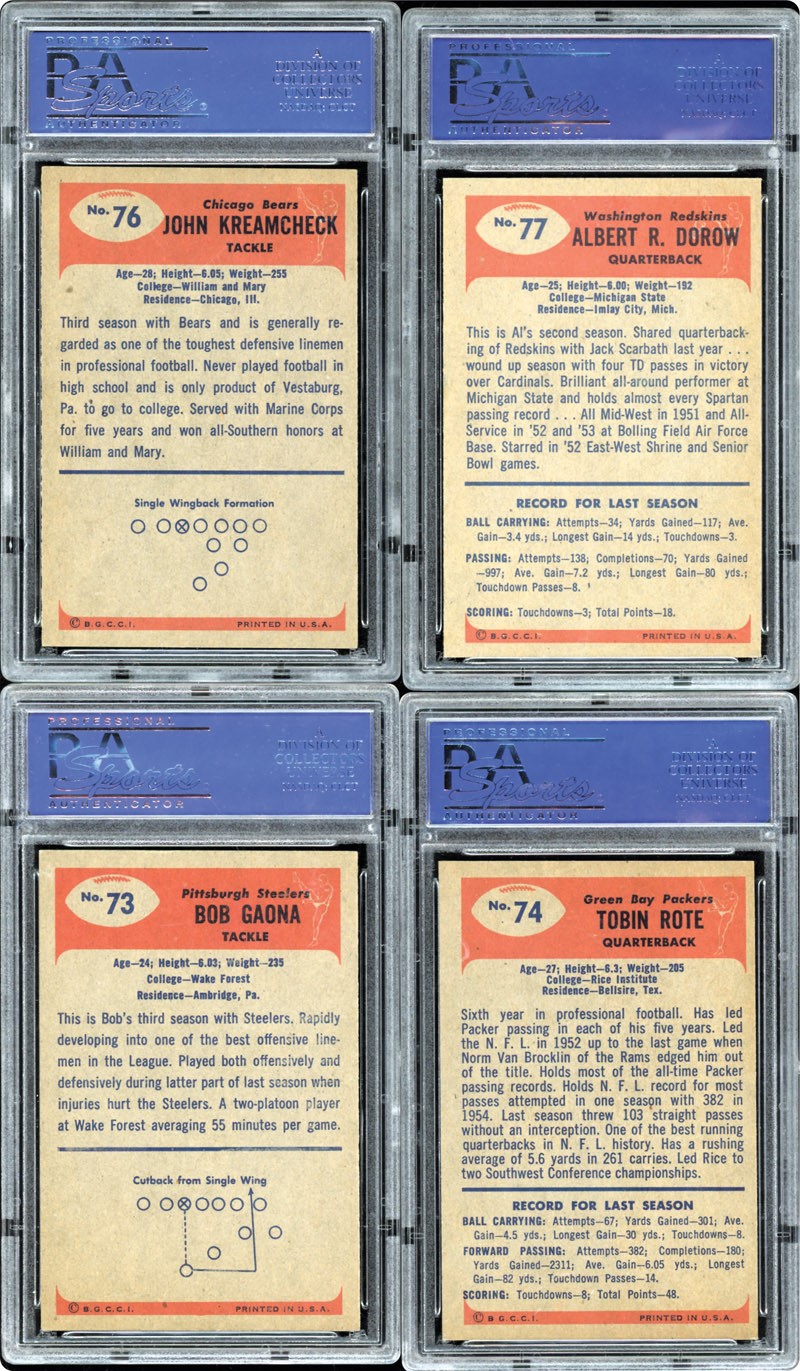 PROFESSIONAL
PSA
Sports
AUTHENTICATOR
A
DIVISION OF
COLLECTORS
UNIVERSE
NASDAQ: CLCT
No. 76
Chicago Bears
JOHN KREAMCHECK
TACKLE
Age—28; Height—6.05; Weight—255
College—William and Mary
Residence—Chicago, Ill.
Third season with Bears and is generally re-
garded as one of the toughest defensive linemen
in professional football. Never played football in
high school and is only product of Vestaburg,
Pa. to go to college. Served with Marine Corps
for five years and won all-Southern honors at
William and Mary.
Single Wingback Formation
© B.G.C.C.I.
PRINTED IN U.S.A.
PROFESSIONAL
PSA
Sports
AUTHENTICATOR
A
DIVISION OF
COLLECTORS
UNIVERSE
NASDAQ: CLCT
No. 77
Washington Redskins
ALBERT R. DOROW
QUARTERBACK
Age—25; Height—6.00; Weight—192
College—Michigan State
Residence—Imlay City, Mich.
This is Al's second season. Shared quarterback-
ing of Redskins with Jack Scarbath last year . . .
wound up season with four TD passes in victory
over Cardinals. Brilliant all-around performer at
Michigan State and holds almost every Spartan
passing record . . . All Mid-West in 1951 and All-
Service in '52 and '53 at Bolling Field Air Force
Base. Starred in '52 East-West Shrine and Senior
Bowl games.
RECORD FOR LAST SEASON
BALL CARRYING: Attempts—34; Yards Gained—117; Ave.
Gain—3.4 yds.; Longest Gain—14 yds.; Touchdowns—3.
PASSING: Attempts—138; Completions—70; Yards Gained
—997; Ave. Gain—7.2 yds.; Longest Gain—80 yds.;
Touchdown Passes—8.
SCORING: Touchdowns—3; Total Points—18.
© B.G.C.C.I.
PRINTED IN U.S.A.
PROFESSIONAL
PSA
Sports
AUTHENTICATOR
A
DIVISION OF
COLLECTORS
UNIVERSE
NASDAQ: CLCT
No. 73
Pittsburgh Steelers
BOB GAONA
TACKLE
Age—24; Height—6.03; Weight—235
College—Wake Forest
Residence—Ambridge, Pa.
This is Bob's third season with Steelers. Rapidly
developing into one of the best offensive line-
men in the League. Played both offensively and
defensively during latter part of last season when
injuries hurt the Steelers. A two-platoon player
at Wake Forest averaging 55 minutes per game.
Cutback from Single Wing
© B.G.C.C.I.
PRINTED IN U.S.A.
PROFESSIONAL
PSA
Sports
AUTHENTICATOR
A
DIVISION OF
COLLECTORS
UNIVERSE
NASDAQ: CLCT
No. 74
Green Bay Packers
TOBIN ROTE
QUARTERBACK
Age—27; Height—6.3; Weight—205
College—Rice Institute
Residence—Bellsire, Tex.
Sixth year in professional football. Has led
Packer passing in each of his five years. Led
the N. F. L. in 1952 up to the last game when
Norm Van Brocklin of the Rams edged him out
of the title. Holds most of the all-time Packer
passing records. Holds N. F. L. record for most
passes attempted in one season with 382 in
1954. Last season threw 103 straight passes
without an interception. One of the best running
quarterbacks in N. F. L. history. Has a rushing
average of 5.6 yards in 261 carries. Led Rice to
two Southwest Conference championships.
RECORD FOR LAST SEASON
BALL CARRYING: Attempts—67; Yards Gained—301; Ave.
Gain—4.5 yds.; Longest Gain—30 yds.; Touchdowns—8.
FORWARD PASSING: Attempts—382; Completions—180;
Yards Gained—2311; Ave. Gain—6.05 yds.; Longest
Gain—82 yds.; Touchdown Passes—14.
SCORING: Touchdowns—8; Total Points—48.
© B G.C.C.I.
PRINTED IN U.S.A.